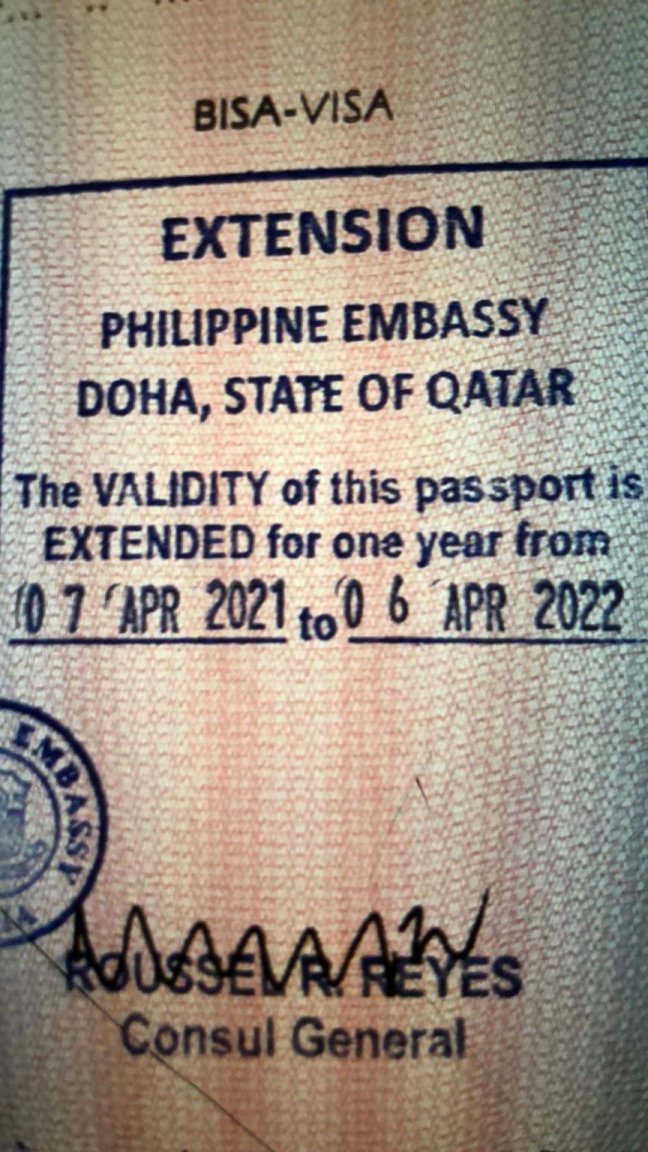 BISA-VISA
EXTENSION
PHILIPPINE EMBASSY
DOHA, STATE OF QATAR
The VALIDITY of this passport is
EXTENDED for one year from
07 APR 2021 to 06 APR 2022
EMBASSY
ROUSSEL R. REYES
Consul General